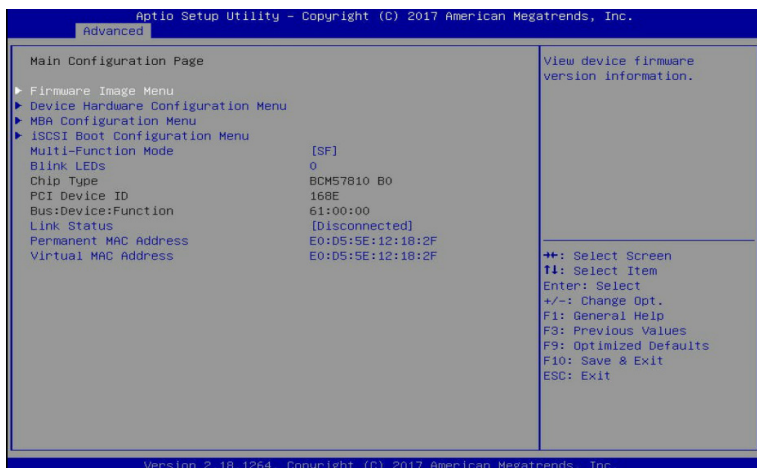 Aptio Setup Utility – Copyright (C) 2017 American Megatrends, Inc.
Advanced
Main Configuration Page
Firmware Image Menu
Device Hardware Configuration Menu
MBA Configuration Menu
iSCSI Boot Configuration Menu
Multi-Function Mode [SF]
Blink LEDs 0
Chip Type BCM57810 B0
PCI Device ID 168E
Bus:Device:Function 61:00:00
Link Status [Disconnected]
Permanent MAC Address E0:D5:5E:12:18:2F
Virtual MAC Address E0:D5:5E:12:18:2F
View device firmware
version information.
→←: Select Screen
↑↓: Select Item
Enter: Select
+/-: Change Opt.
F1: General Help
F3: Previous Values
F9: Optimized Defaults
F10: Save & Exit
ESC: Exit
Version 2.18.1264. Copyright (C) 2017 American Megatrends, Inc.